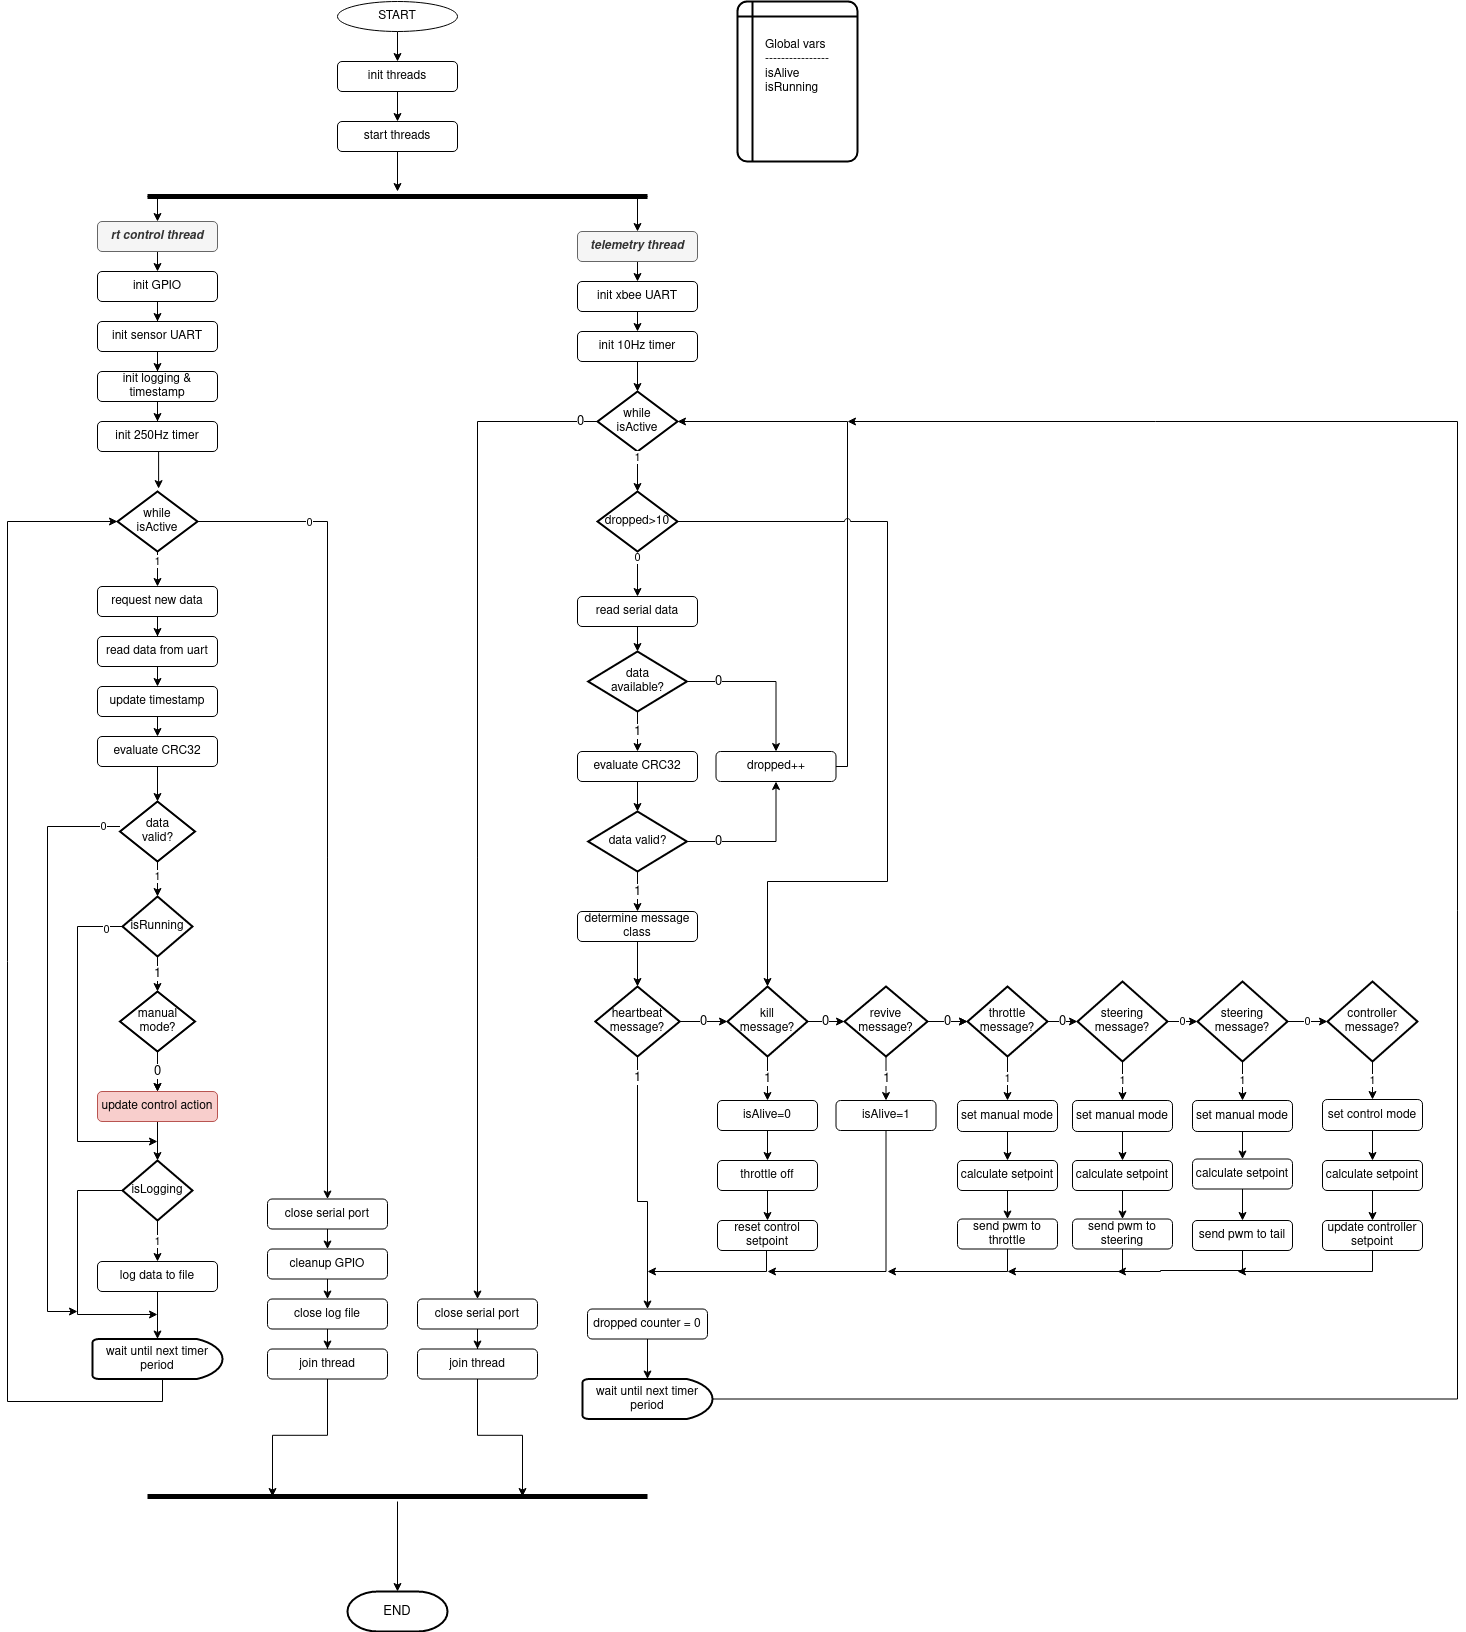 START
init threads
start threads
Global vars
----------------
isAlive
isRunning
rt control thread
init GPIO
init sensor UART
init logging &
timestamp
init 250Hz timer
while
isActive
0
1
request new data
read data from uart
update timestamp
evaluate CRC32
data
valid?
0
1
isRunning
0
1
manual
mode?
0
update control action
isLogging
1
log data to file
wait until next timer
period
close serial port
cleanup GPIO
close log file
join thread
telemetry thread
init xbee UART
init 10Hz timer
while
isActive
0
1
dropped>10
0
read serial data
data
available?
0
1
evaluate CRC32
dropped++
data valid?
0
1
determine message
class
heartbeat
message?
0
kill
message?
0
revive
message?
0
throttle
message?
0
steering
message?
0
steering
message?
0
controller
message?
1
1
1
1
1
1
1
isAlive=0
isAlive=1
set manual mode
set manual mode
set manual mode
set control mode
throttle off
calculate setpoint
calculate setpoint
calculate setpoint
calculate setpoint
reset control
setpoint
send pwm to
throttle
send pwm to
steering
send pwm to tail
update controller
setpoint
close serial port
join thread
dropped counter = 0
wait until next timer
period
END